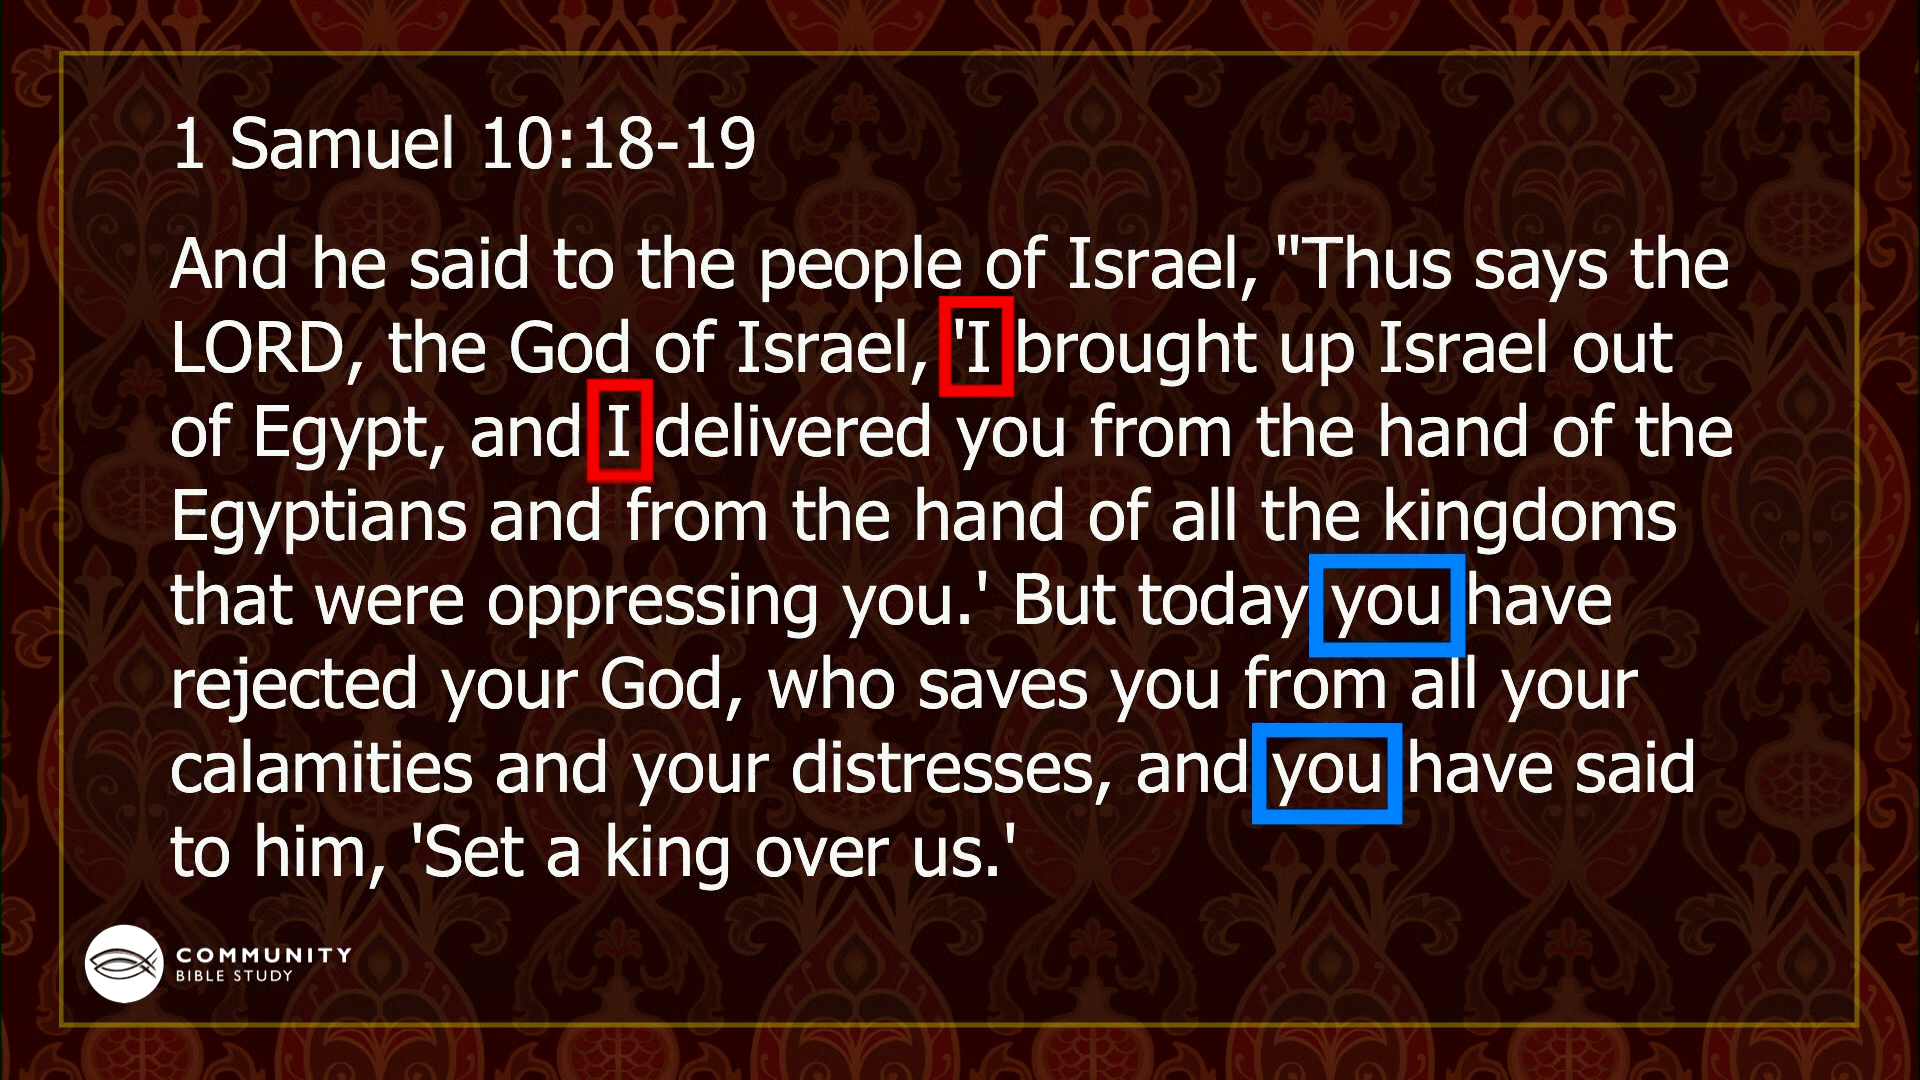 1 Samuel 10:18-19
And he said to the people of Israel, "Thus says the
LORD, the God of Israel, 'I brought up Israel out
of Egypt, and I delivered you from the hand of the
Egyptians and from the hand of all the kingdoms
that were oppressing you.' But today you have
rejected your God, who saves you from all your
calamities and your distresses, and you have said
to him, 'Set a king over us.'
COMMUNITY
BIBLE STUDY